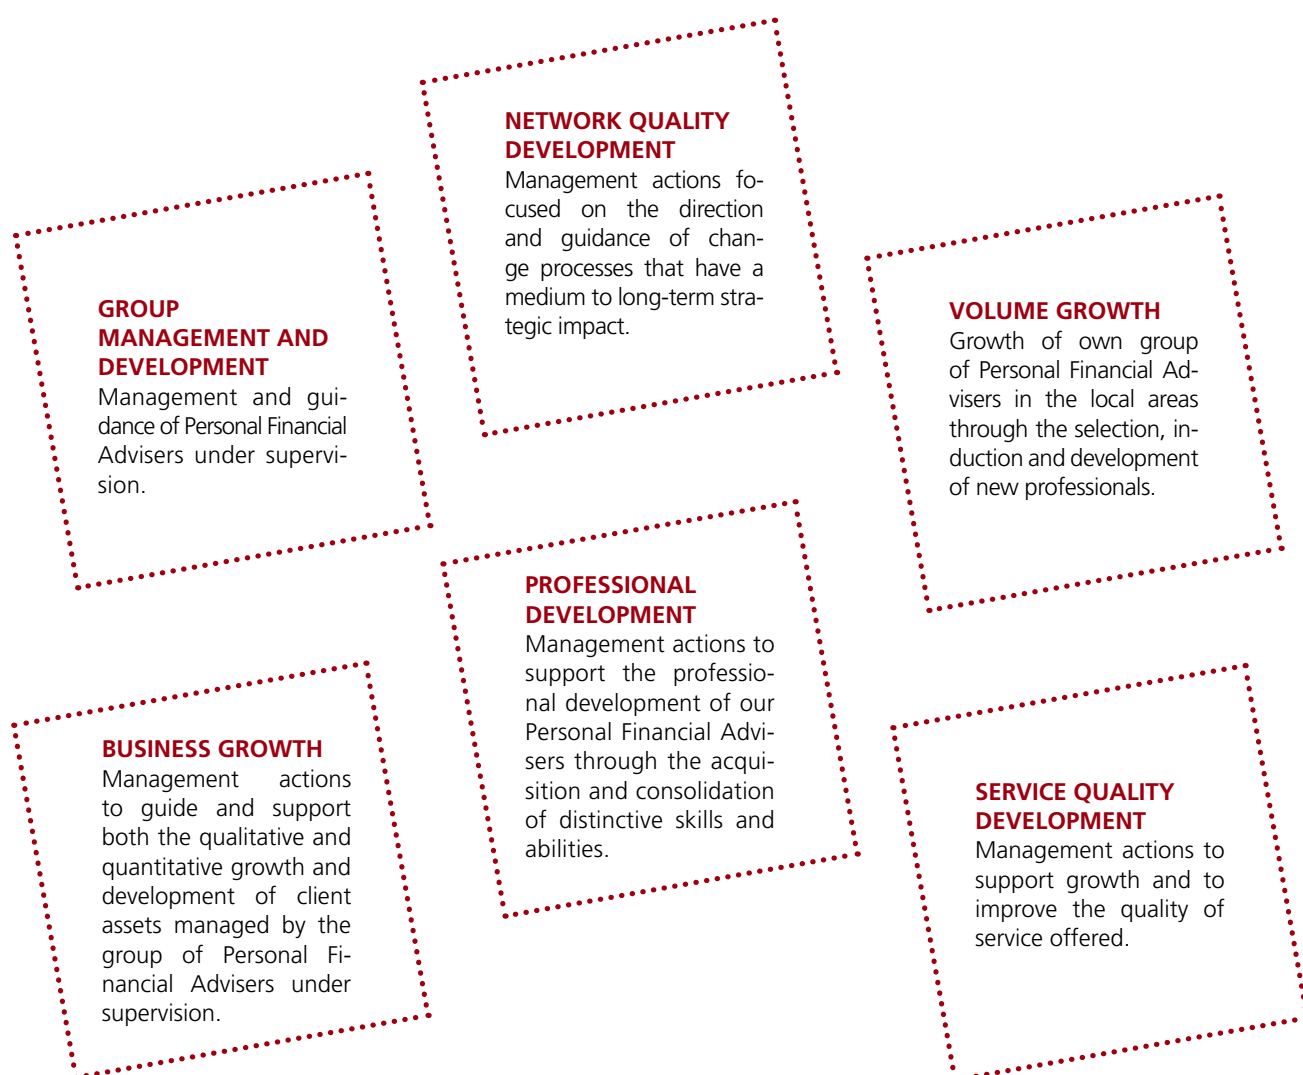 NETWORK QUALITY
DEVELOPMENT
Management actions fo-
cused on the direction
and guidance of chan-
ge processes that have a
medium to long-term stra-
tegic impact.
GROUP
MANAGEMENT AND
DEVELOPMENT
Management and gui-
dance of Personal Financial
Advisers under supervi-
sion.
VOLUME GROWTH
Growth of own group
of Personal Financial Ad-
visers in the local areas
through the selection, in-
duction and development
of new professionals.
PROFESSIONAL
DEVELOPMENT
Management actions to
support the professio-
nal development of our
Personal Financial Advi-
sers through the acqui-
sition and consolidation
of distinctive skills and
abilities.
BUSINESS GROWTH
Management actions
to guide and support
both the qualitative and
quantitative growth and
development of client
assets managed by the
group of Personal Fi-
nancial Advisers under
supervision.
SERVICE QUALITY
DEVELOPMENT
Management actions to
support growth and to
improve the quality of
service offered.